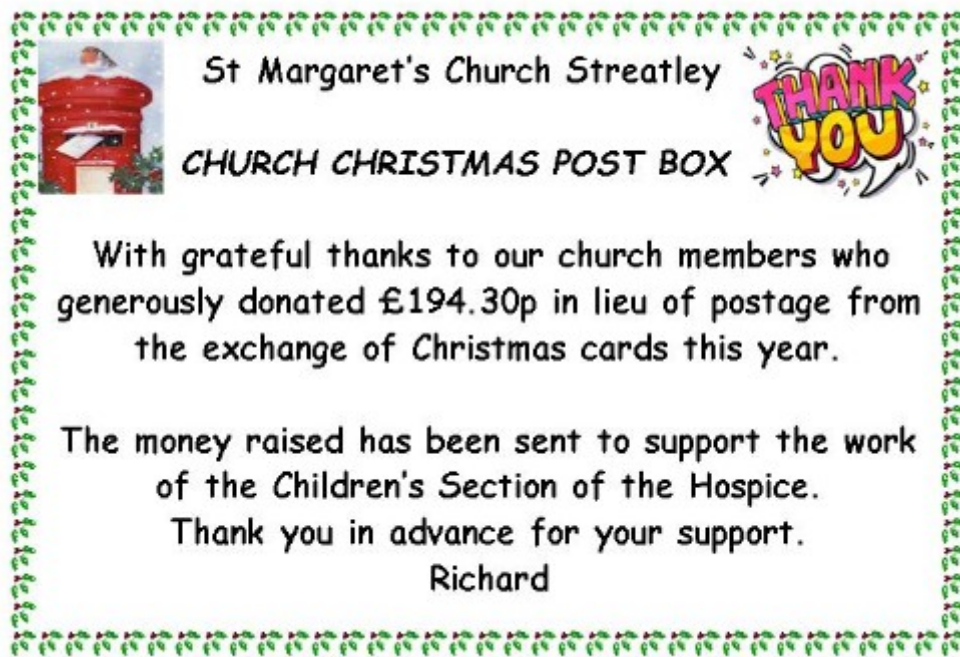 St Margaret's Church Streatley
THANK
YOU
CHURCH CHRISTMAS POST BOX
With grateful thanks to our church members who
generously donated £194.30p in lieu of postage from
the exchange of Christmas cards this year.
The money raised has been sent to support the work
of the Children's Section of the Hospice.
Thank you in advance for your support.
Richard